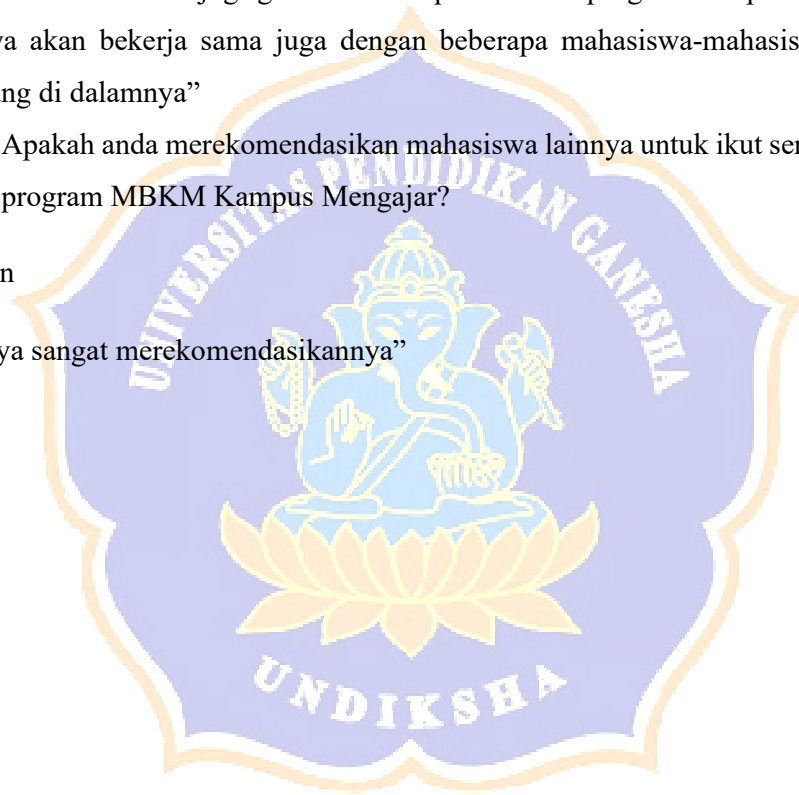 ya akan bekerja sama juga dengan beberapa mahasiswa-mahasis
ng di dalamnya”
Apakah anda merekomendasikan mahasiswa lainnya untuk ikut ser
program MBKM Kampus Mengajar?
n
ya sangat merekomendasikannya”
UNIVERSITAS PENDIDIKAN GANESHA
UNDIKSHA